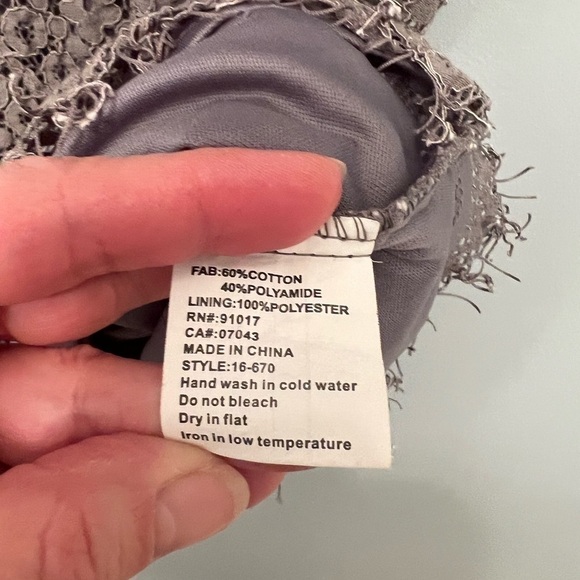 FAB:60%COTTON
40%POLYAMIDE
LINING:100%POLYESTER
RN#:91017
CA#:07043
MADE IN CHINA
STYLE:16-670
Hand wash in cold water
Do not bleach
Dry in flat
Iron in low temperature